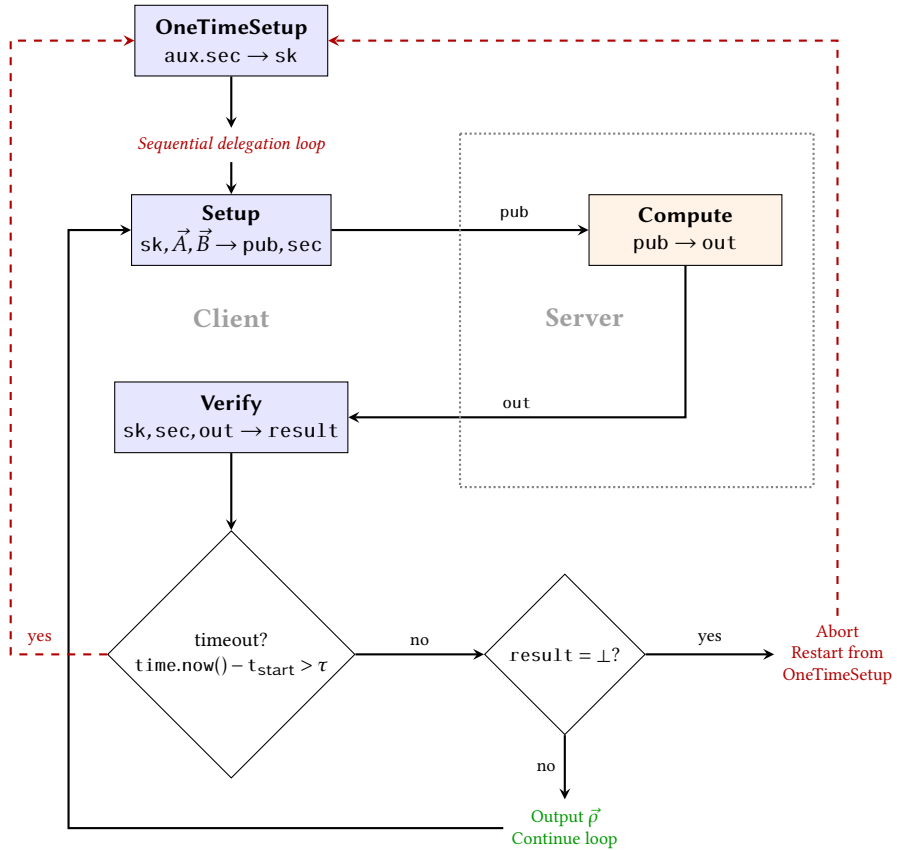 OneTimeSetup
aux.sec → sk
Sequential delegation loop
Setup
sk, A⃗, B⃗ → pub, sec
pub
Compute
pub → out
Client
Server
Verify
sk, sec, out → result
out
timeout?
time.now() − t_start > τ
yes
no
result = ⊥?
yes
Abort
Restart from
OneTimeSetup
no
Output ρ⃗
Continue loop